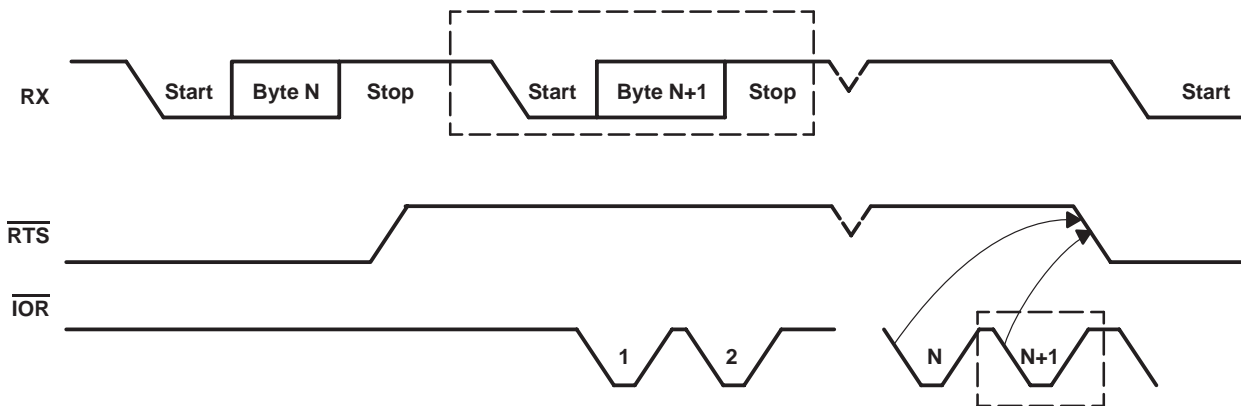 RX Start Byte N Stop Start Byte N+1 Stop Start
RTS
IOR
1 2 N N+1